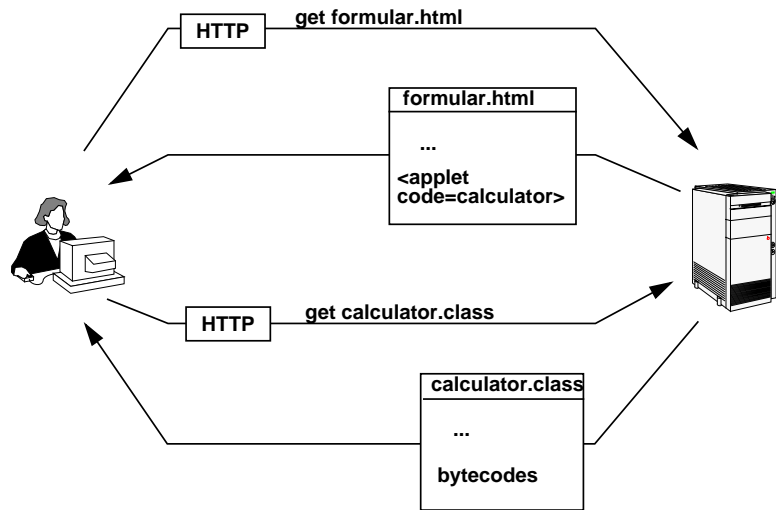 get formular.html
HTTP
formular.html
...
<applet
code=calculator>
get calculator.class
HTTP
calculator.class
...
bytecodes